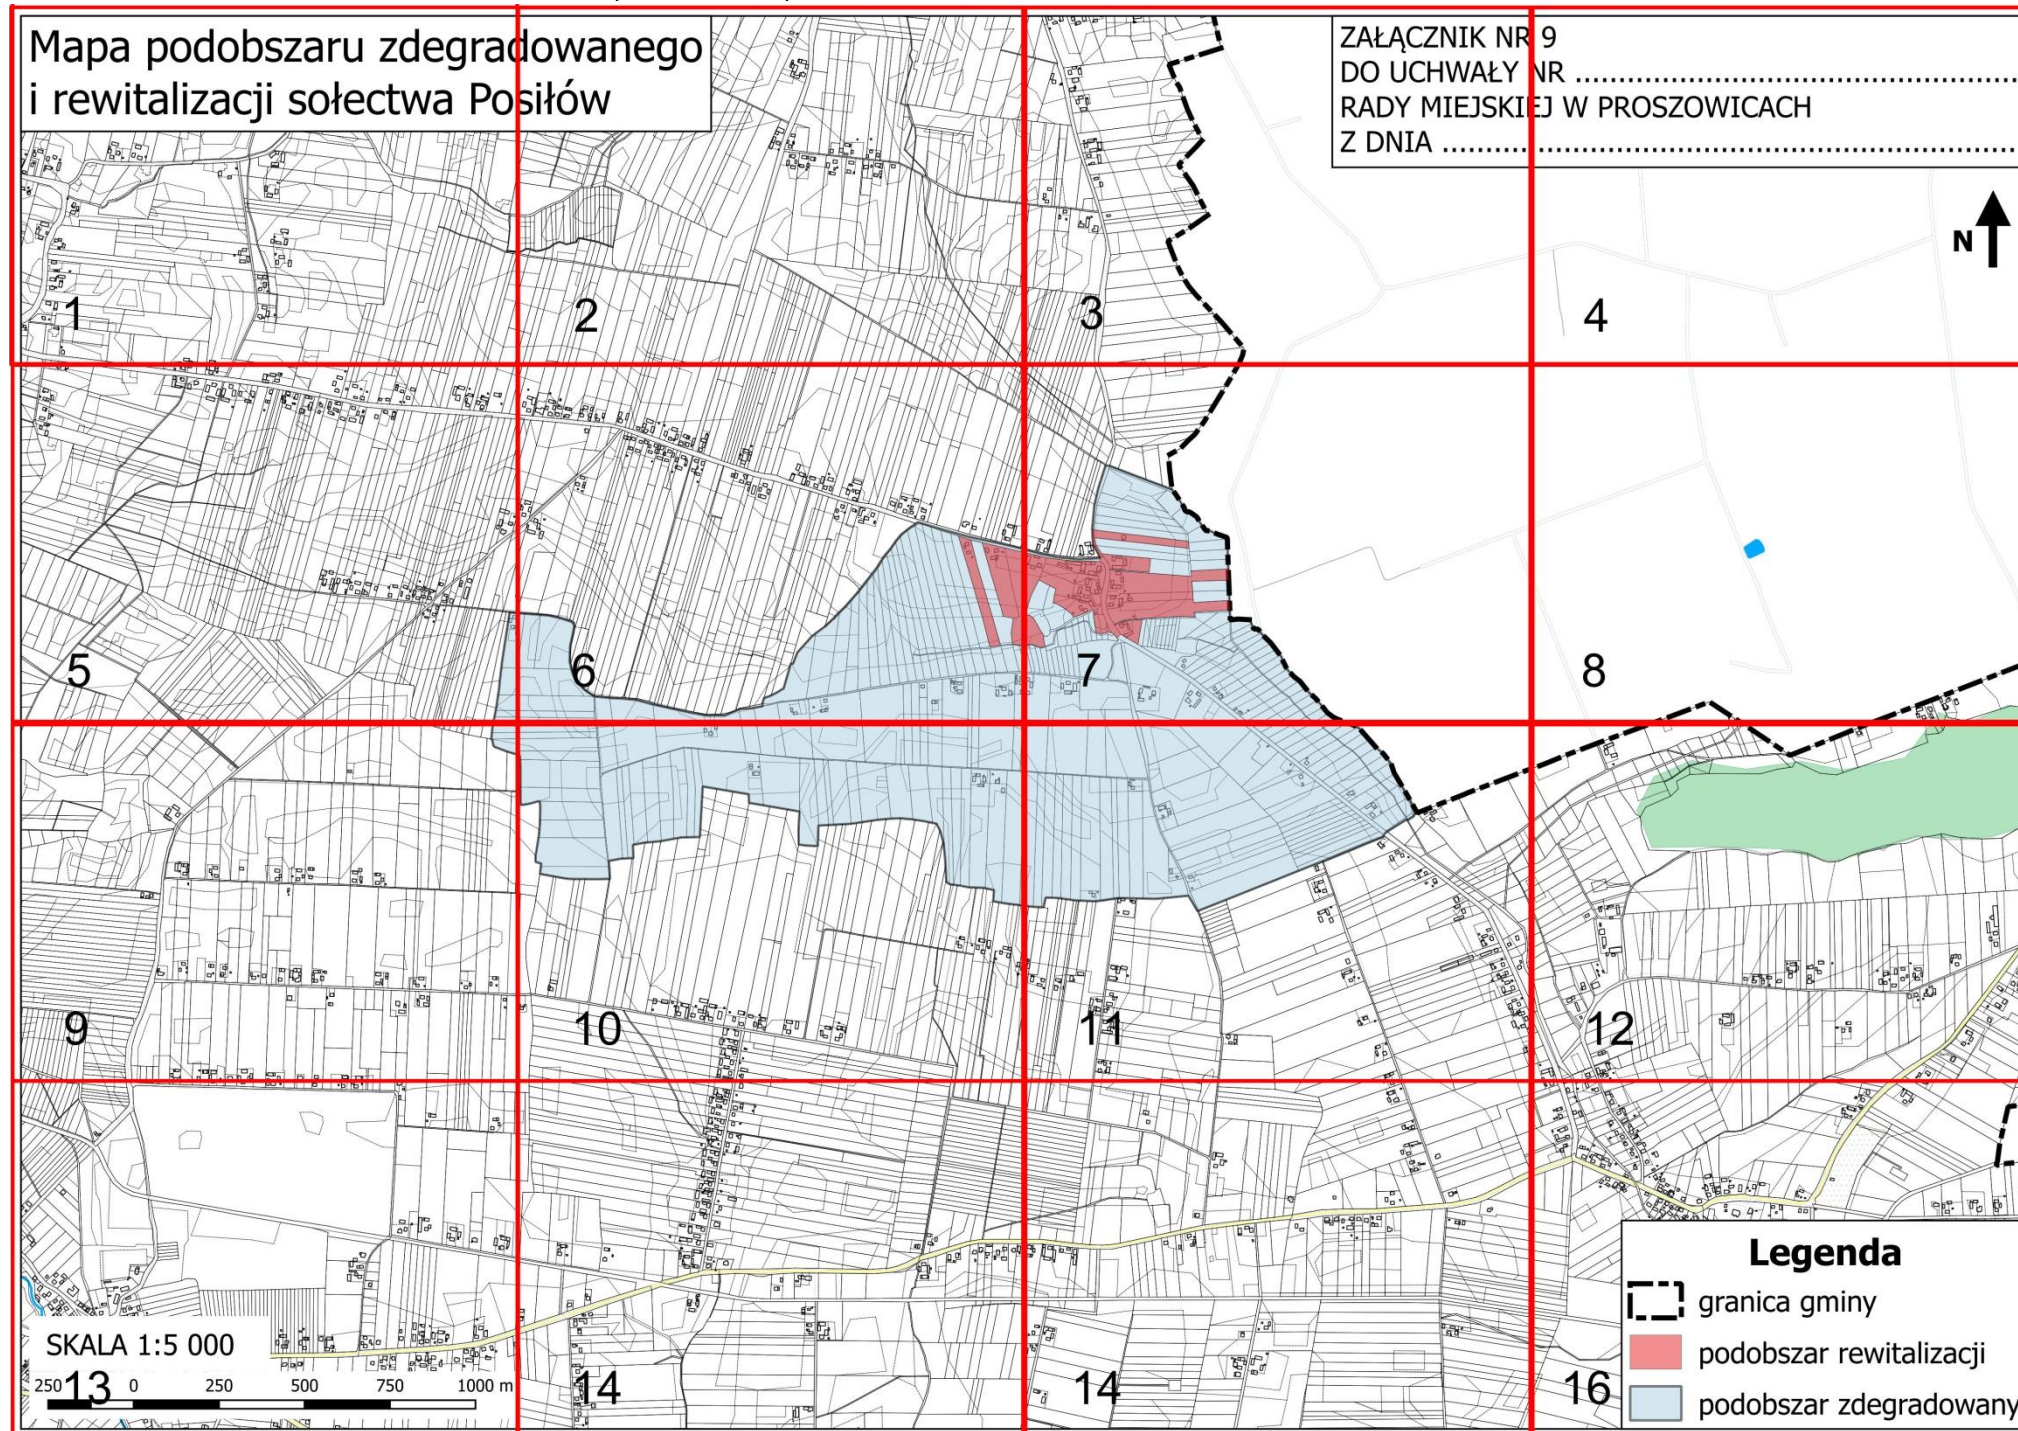 Mapa podobszaru zdegradowanego
i rewitalizacji sołectwa Posiłów
ZAŁĄCZNIK NR 9
DO UCHWAŁY NR ................................................
RADY MIEJSKIEJ W PROSZOWICACH
Z DNIA ................................................................
N
1
2
3
4
5
6
7
8
9
10
11
12
13
14
14
16
SKALA 1:5 000
250 0 250 500 750 1000 m
Legenda
granica gminy
podobszar rewitalizacji
podobszar zdegradowany